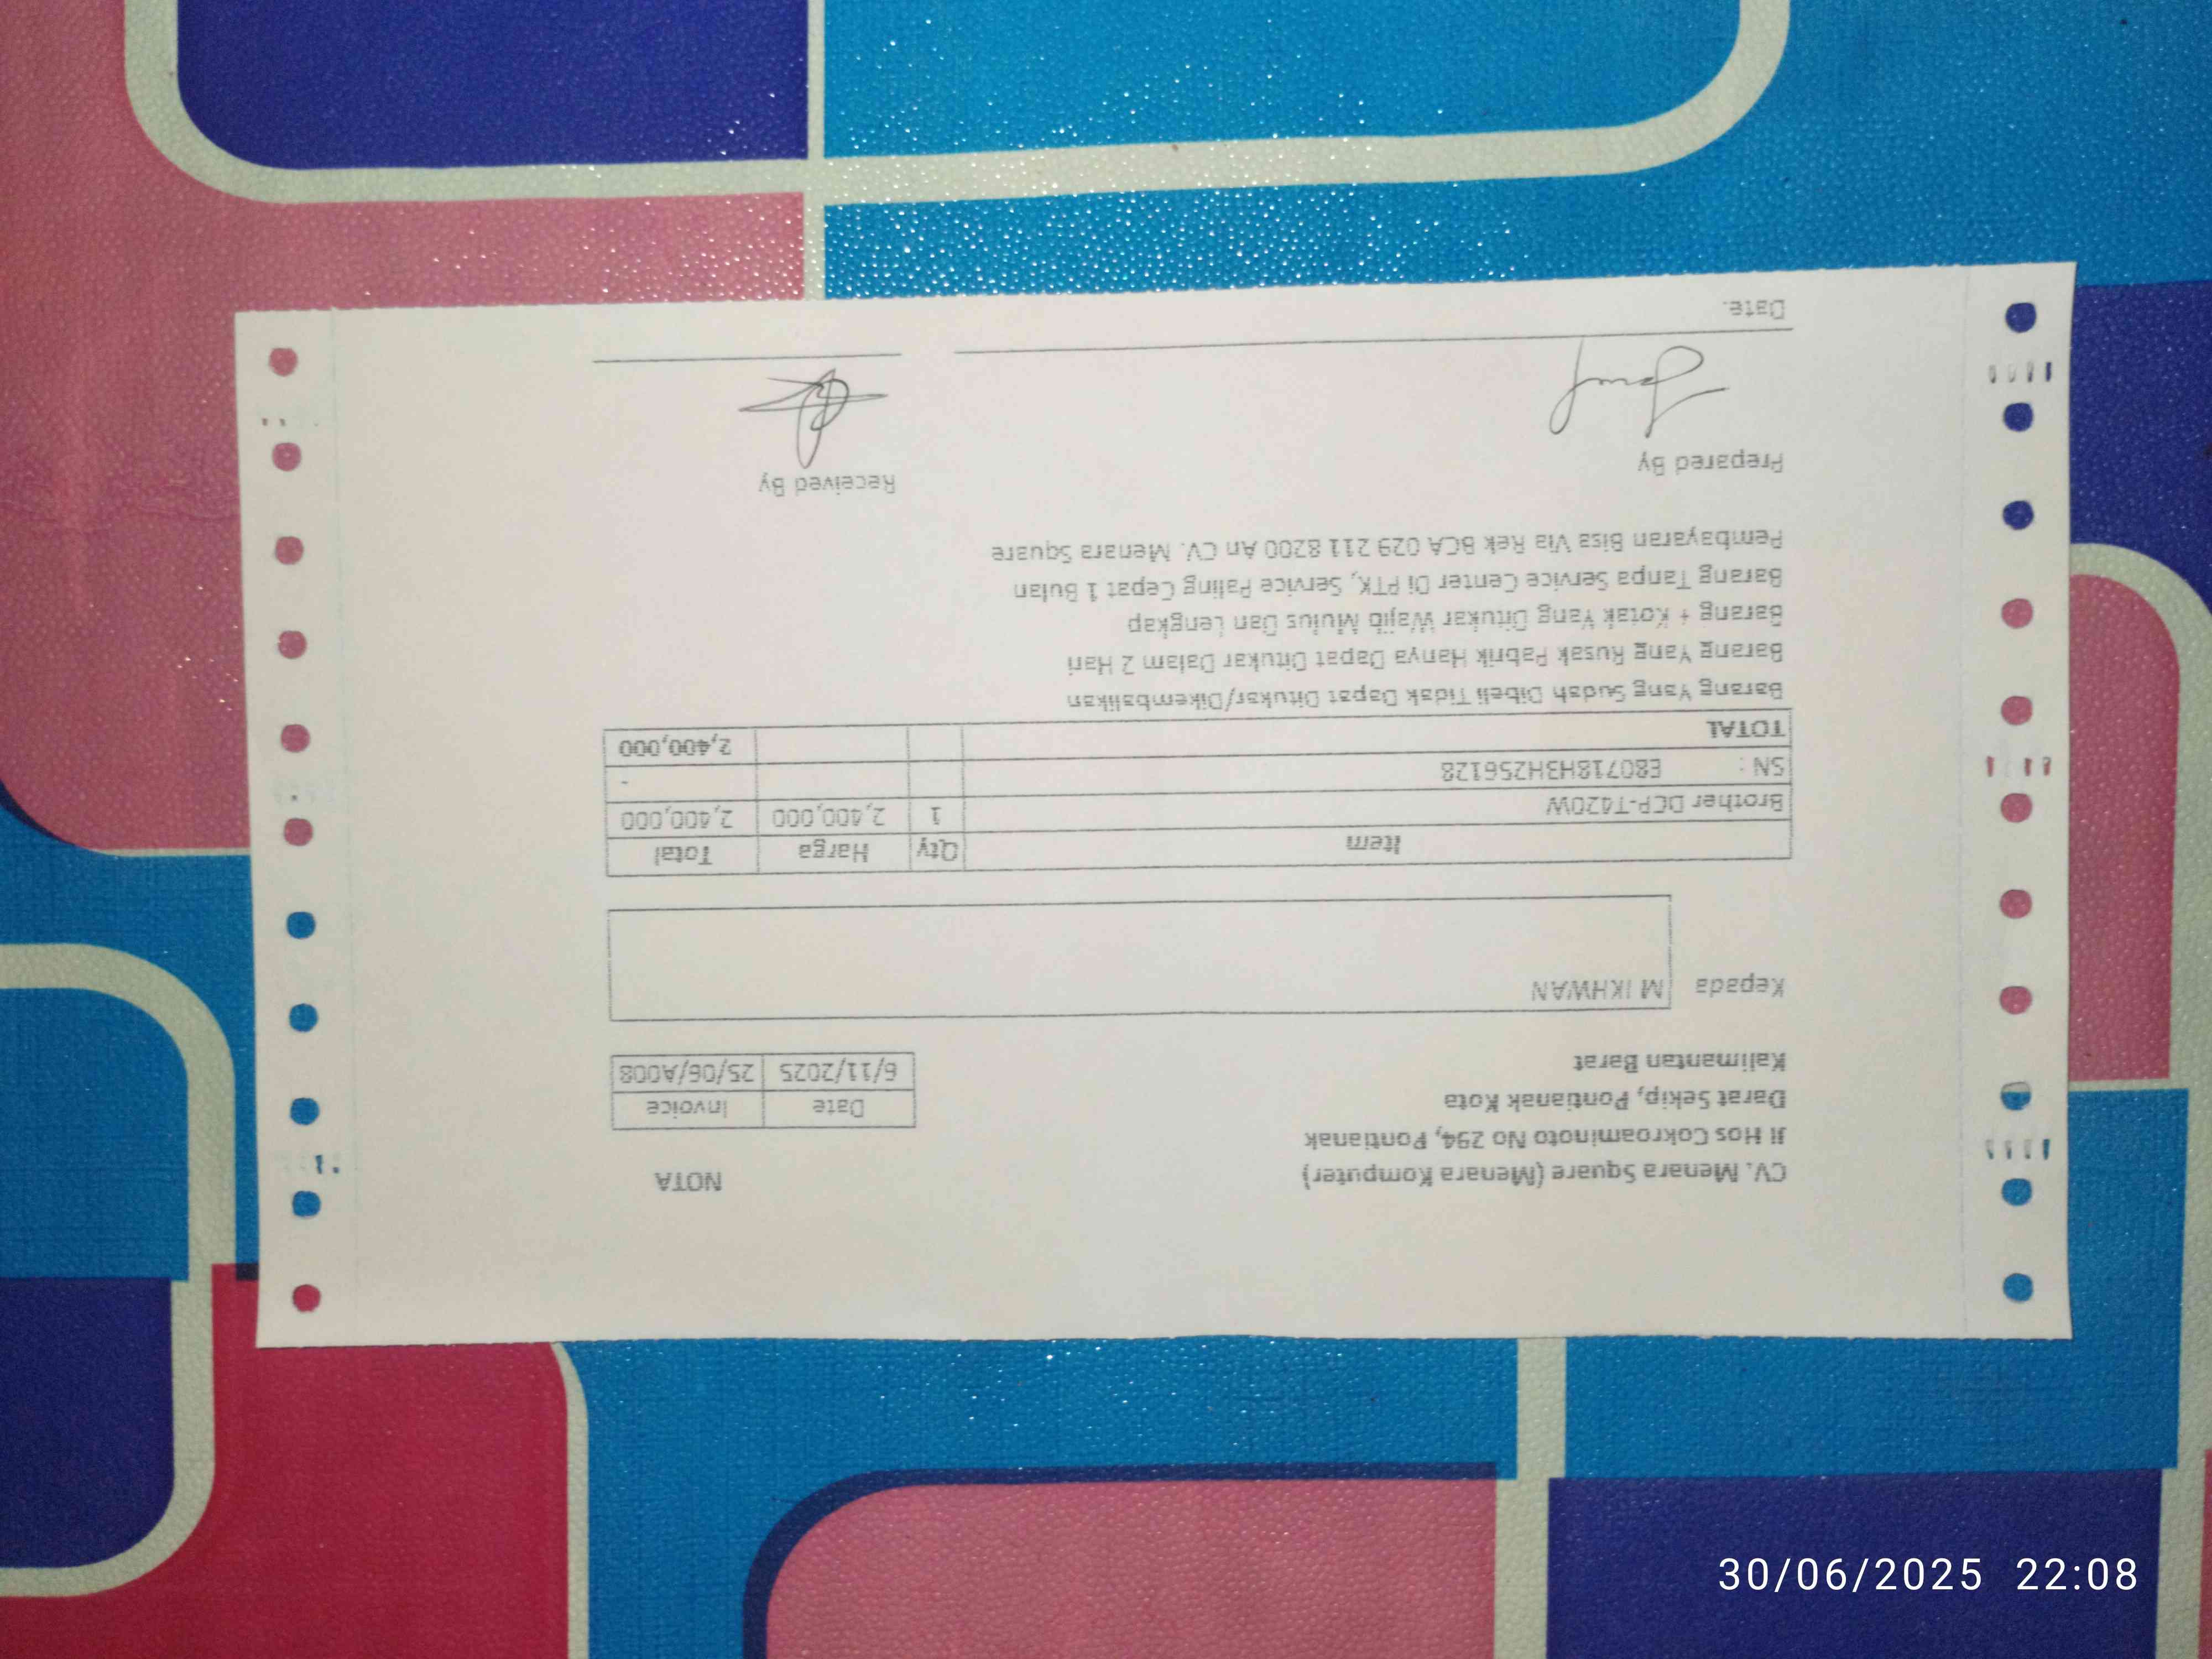 CV. Menara Square (Menara Komputer)
Jl Hos Cokroaminoto No 294, Pontianak
Darat Sekip, Pontianak Kota
Kalimantan Barat
NOTA
Date Invoice
6/11/2025 25/06/A008
Kepada M IKHWAN
Item Qty Harga Total
Brother DCP-T420W 1 2,400,000 2,400,000
SN : E80718H3H256128 -
TOTAL 2,400,000
Barang Yang Sudah Dibeli Tidak Dapat Ditukar/Dikembalikan
Barang Yang Rusak Pabrik Hanya Dapat Ditukar Dalam 2 Hari
Barang + Kotak Yang Ditukar Wajib Mulus Dan Lengkap
Barang Tanpa Service Center Di PTK, Service Paling Cepat 1 Bulan
Pembayaran Bisa Via Rek BCA 029 211 8200 An CV. Menara Square
Prepared By Received By
Date.
30/06/2025 22:08